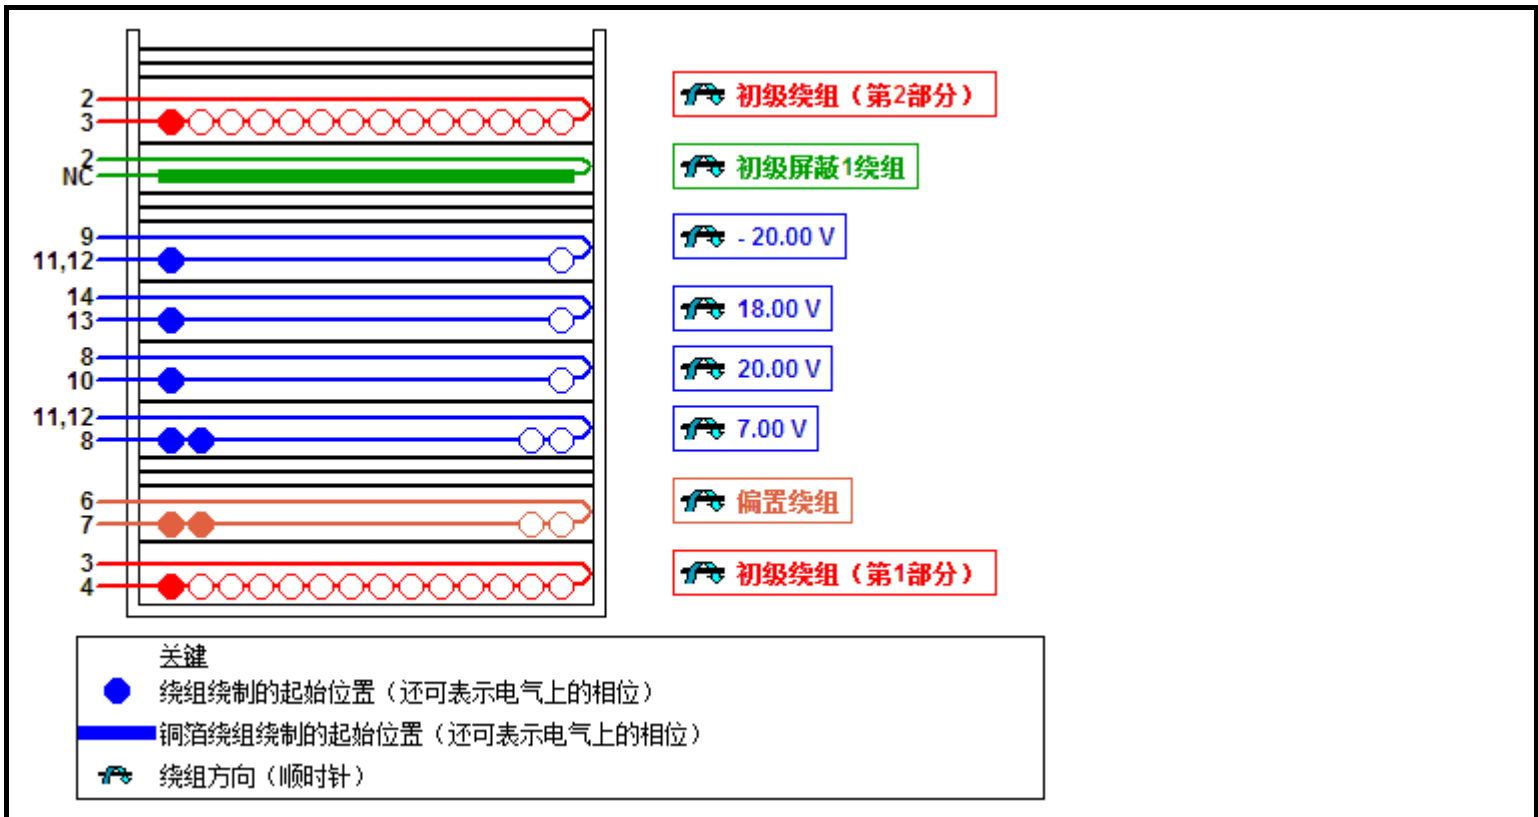 2
3
初级绕组（第2部分）
2
NC
初级屏蔽1绕组
9
11,12
- 20.00 V
14
13
18.00 V
8
10
20.00 V
11,12
8
7.00 V
6
7
偏置绕组
3
4
初级绕组（第1部分）
关键
绕组绕制的起始位置（还可表示电气上的相位）
铜箔绕组绕制的起始位置（还可表示电气上的相位）
绕组方向（顺时针）